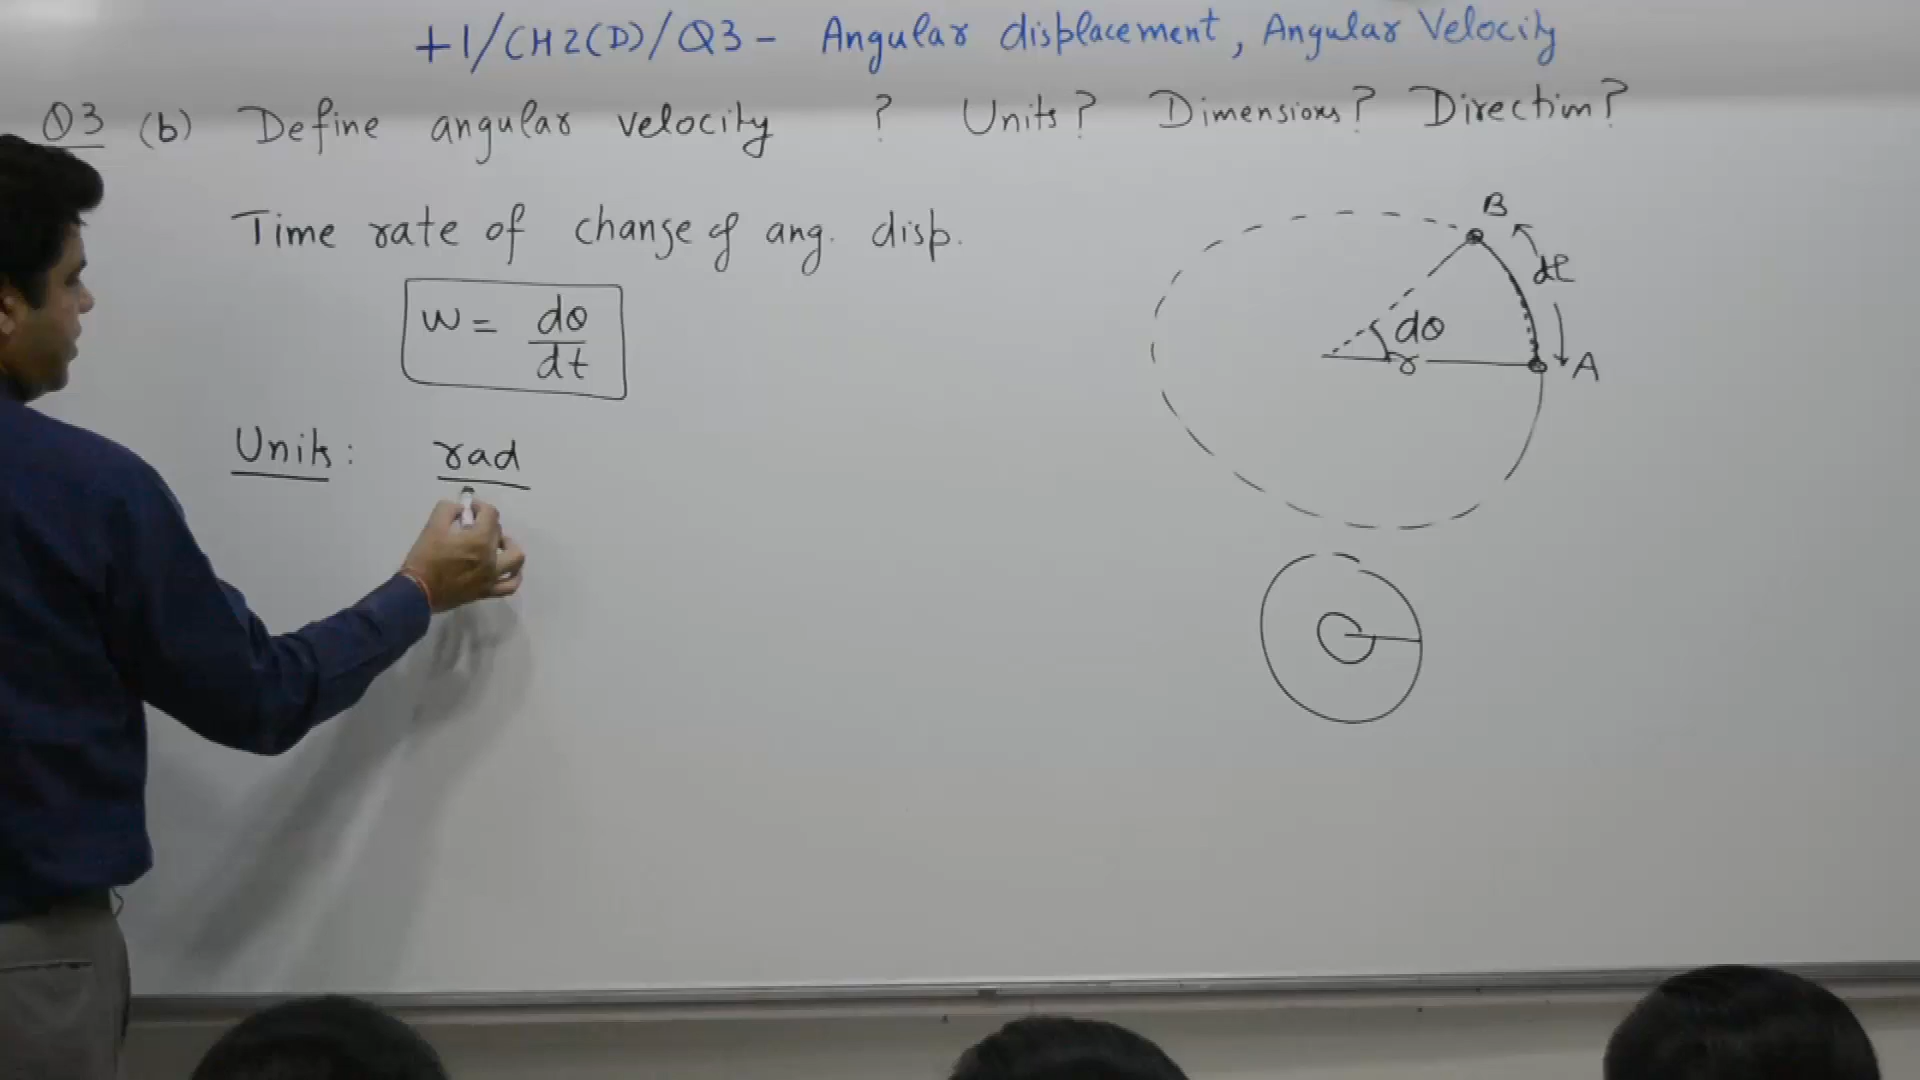 +1/CH2(D)/Q3 - Angular displacement, Angular Velocity
Q3 (b) Define angular velocity ? Units? Dimensions? Direction?
Time rate of change of ang. disp.
w = dθ/dt
Units: rad
B
dl
dθ
r
A